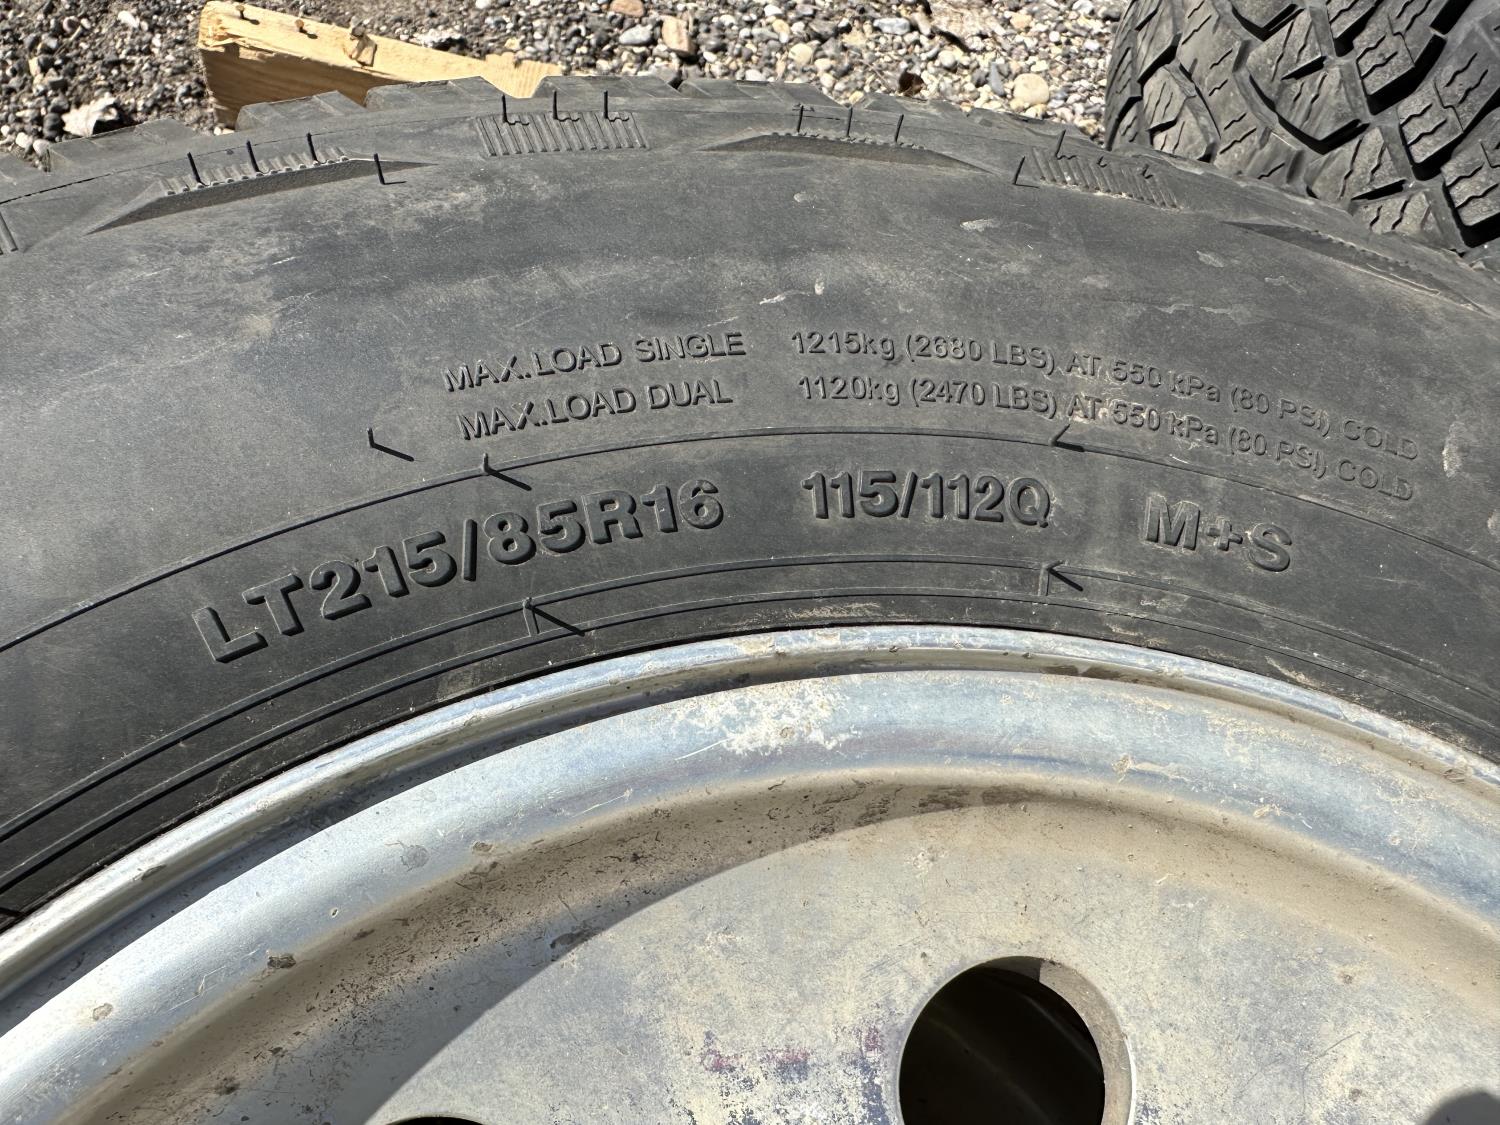 MAX.LOAD SINGLE 1215kg (2680 LBS) AT 550 kPa (80 PSI) COLD
MAX.LOAD DUAL 1120kg (2470 LBS) AT 550 kPa (80 PSI) COLD
LT215/85R16 115/112Q M+S